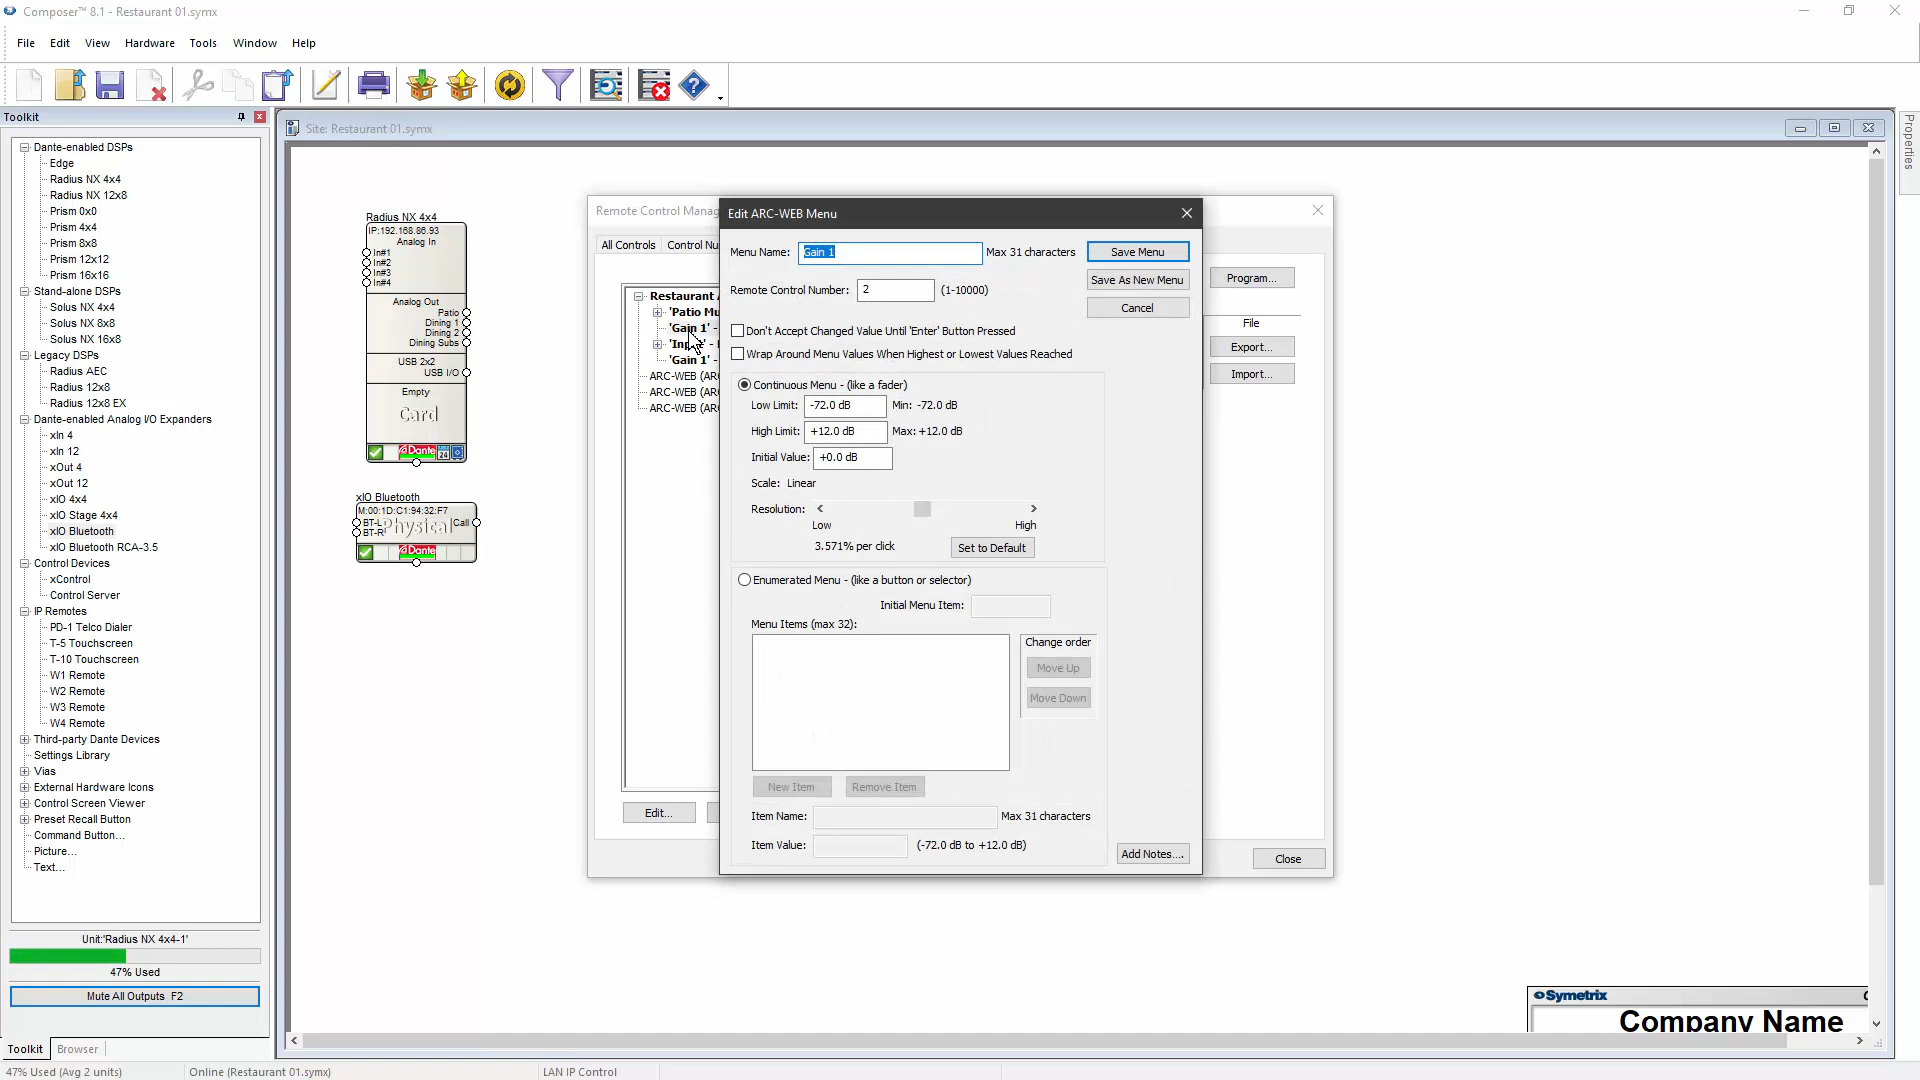 Composer™ 8.1 - Restaurant 01.symx
File Edit View Hardware Tools Window Help
Toolkit
Dante-enabled DSPs
Edge
Radius NX 4x4
Radius NX 12x8
Prism 0x0
Prism 4x4
Prism 8x8
Prism 12x12
Prism 16x16
Stand-alone DSPs
Solus NX 4x4
Solus NX 8x8
Solus NX 16x8
Legacy DSPs
Radius AEC
Radius 12x8
Radius 12x8 EX
Dante-enabled Analog I/O Expanders
xIn 4
xIn 12
xOut 4
xOut 12
xIO 4x4
xIO Stage 4x4
xIO Bluetooth
xIO Bluetooth RCA-3.5
Control Devices
xControl
Control Server
IP Remotes
PD-1 Telco Dialer
T-5 Touchscreen
T-10 Touchscreen
W1 Remote
W2 Remote
W3 Remote
W4 Remote
Third-party Dante Devices
Settings Library
Vias
External Hardware Icons
Control Screen Viewer
Preset Recall Button
Command Button...
Picture...
Text...
Unit:'Radius NX 4x4-1'
47% Used
Mute All Outputs F2
Toolkit Browser
47% Used (Avg 2 units) Online (Restaurant 01.symx) LAN IP Control
Site: Restaurant 01.symx
Properties
Radius NX 4x4
IP:192.168.86.93
Analog In
In#1
In#2
In#3
In#4
Analog Out
Patio
Dining 1
Dining 2
Dining Subs
USB 2x2
USB I/O
Empty
Card
Dante
24
xIO Bluetooth
M:00:1D:C1:94:32:F7
BT-L Physical Call
BT-R
Dante
Remote Control Manag
All Controls Control Nu
Restaurant
'Patio Mu
'Gain 1' -
'Gain 1' -
ARC-WEB (AR
ARC-WEB (AR
ARC-WEB (AR
Edit...
Program...
File
Export...
Import...
Close
Edit ARC-WEB Menu
Menu Name: Gain 1 Max 31 characters
Save Menu
Save As New Menu
Cancel
Remote Control Number: 2 (1-10000)
Don't Accept Changed Value Until 'Enter' Button Pressed
Wrap Around Menu Values When Highest or Lowest Values Reached
Continuous Menu - (like a fader)
Low Limit: -72.0 dB Min: -72.0 dB
High Limit: +12.0 dB Max: +12.0 dB
Initial Value: +0.0 dB
Scale: Linear
Resolution: < >
Low High
3.571% per click Set to Default
Enumerated Menu - (like a button or selector)
Initial Menu Item:
Menu Items (max 32):
Change order
Move Up
Move Down
New Item Remove Item
Item Name: Max 31 characters
Item Value: (-72.0 dB to +12.0 dB)
Add Notes....
Symetrix
Company Name